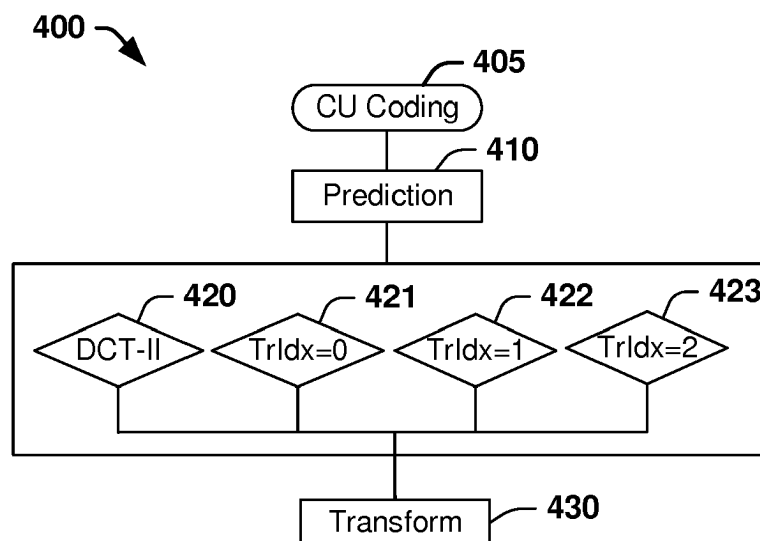 400
405
CU Coding
410
Prediction
420
421
422
423
DCT-II
TrIdx=0
TrIdx=1
TrIdx=2
430
Transform